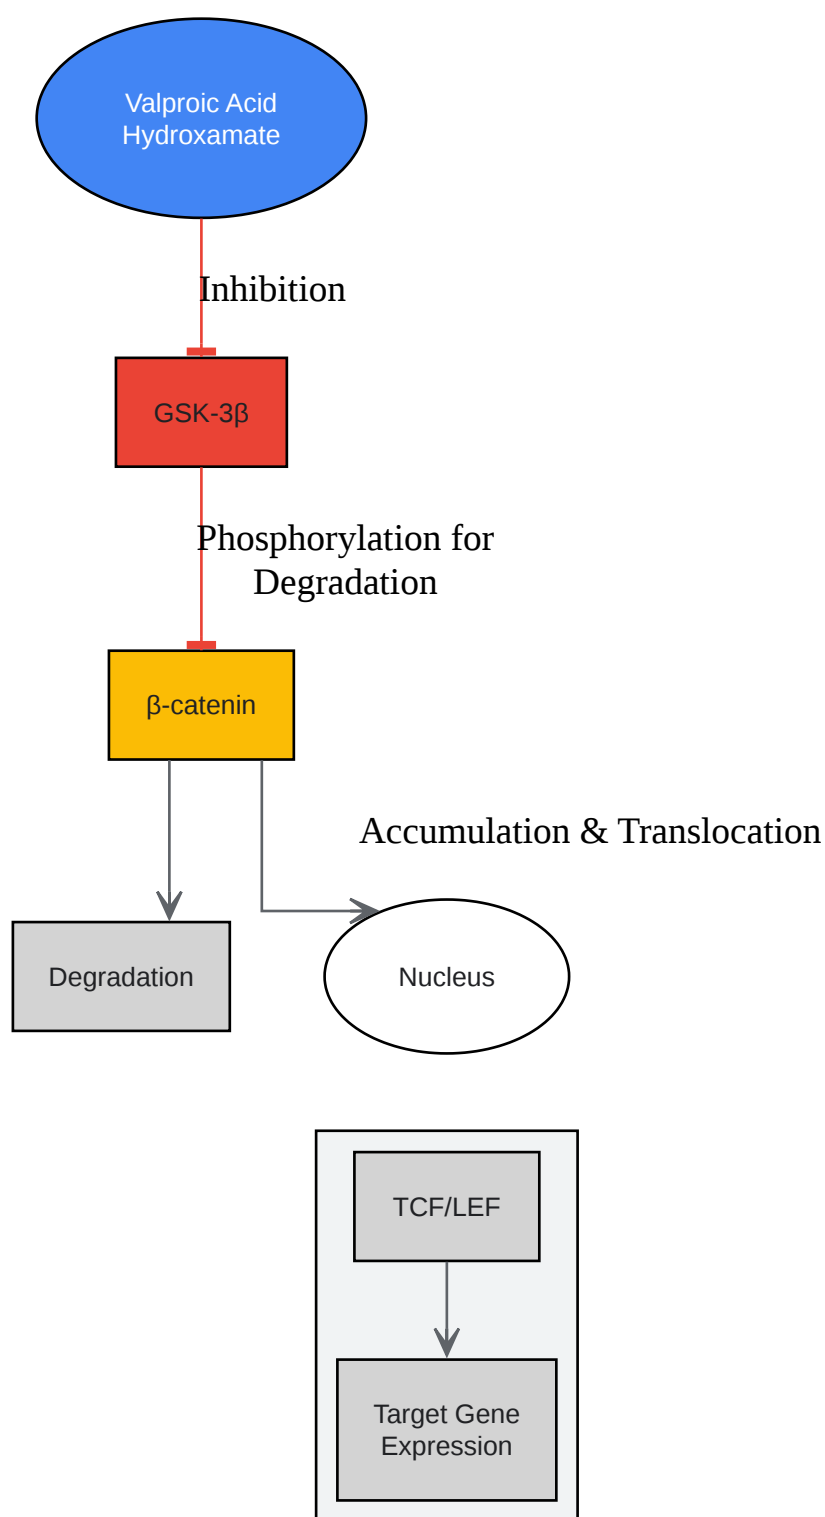 Valproic Acid
Hydroxamate
Inhibition
GSK-3β
Phosphorylation for
Degradation
β-catenin
Accumulation & Translocation
Degradation
Nucleus
TCF/LEF
Target Gene
Expression